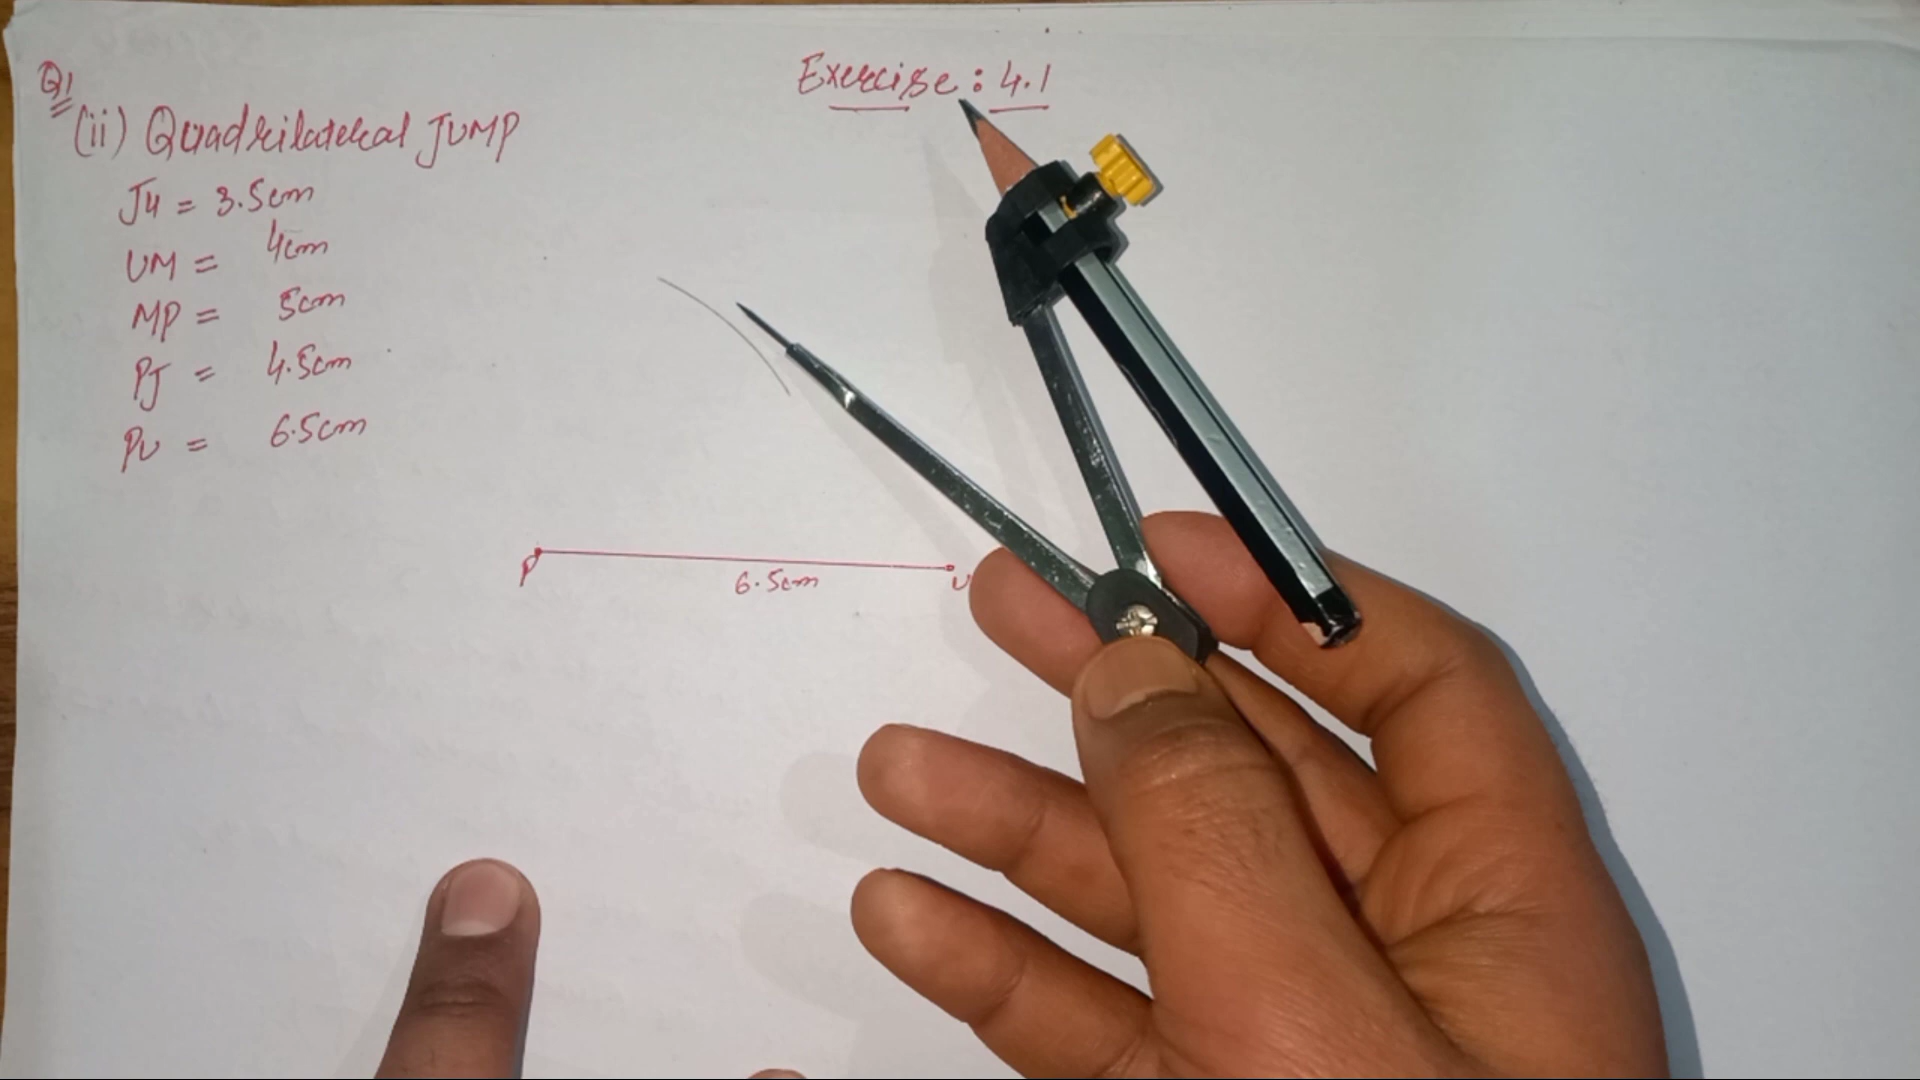 Exercise : 4.1
Q1
(ii) Quadrilateral JUMP
JU = 3.5cm
UM = 4cm
MP = 5cm
PJ = 4.5cm
PU = 6.5cm
P 6.5cm U